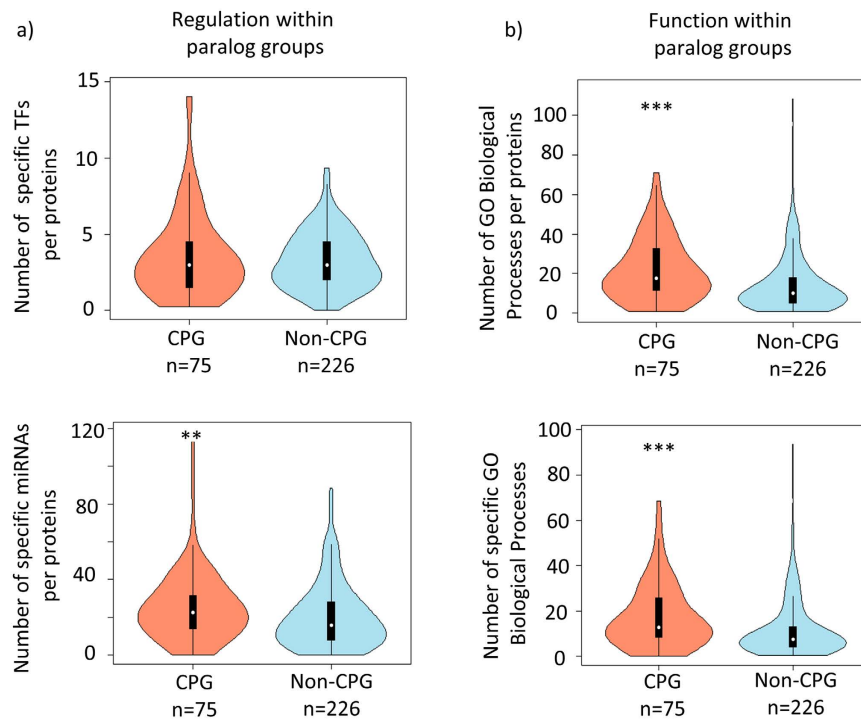 a)
Regulation within
paralog groups
Number of specific TFs
per proteins
15
10
5
0
CPG
n=75
Non-CPG
n=226
b)
Function within
paralog groups
Number of GO Biological
Processes per proteins
100
80
60
40
20
0
***
CPG
n=75
Non-CPG
n=226
Number of specific miRNAs
per proteins
120
80
40
0
**
CPG
n=75
Non-CPG
n=226
Number of specific GO
Biological Processes
100
80
60
40
20
0
***
CPG
n=75
Non-CPG
n=226